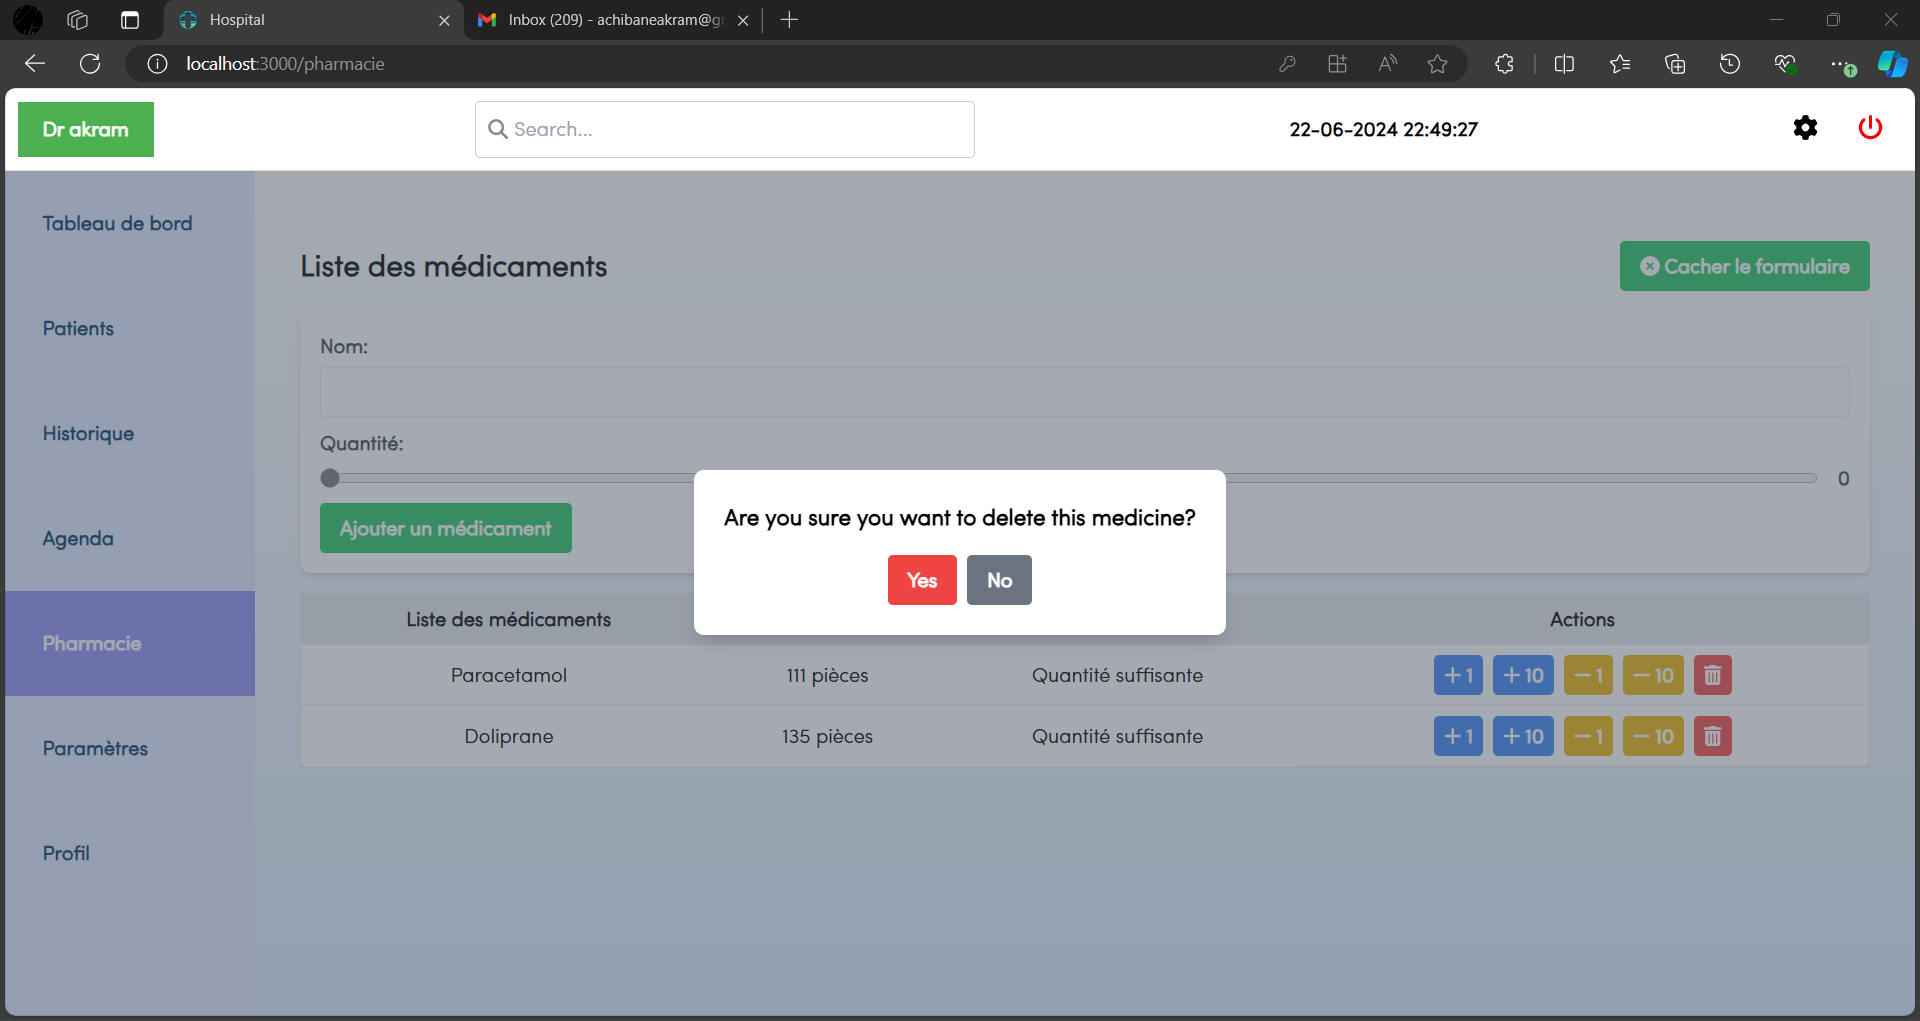 Hospital
Inbox (209) - achibaneakram@g
localhost:3000/pharmacie
Dr akram
Search...
22-06-2024 22:49:27
Tableau de bord
Patients
Historique
Agenda
Pharmacie
Paramètres
Profil
Liste des médicaments
Cacher le formulaire
Nom:
Quantité:
0
Ajouter un médicament
Are you sure you want to delete this medicine?
Yes
No
Liste des médicaments
Actions
Paracetamol
111 pièces
Quantité suffisante
+1
+10
−1
−10
Doliprane
135 pièces
Quantité suffisante
+1
+10
−1
−10